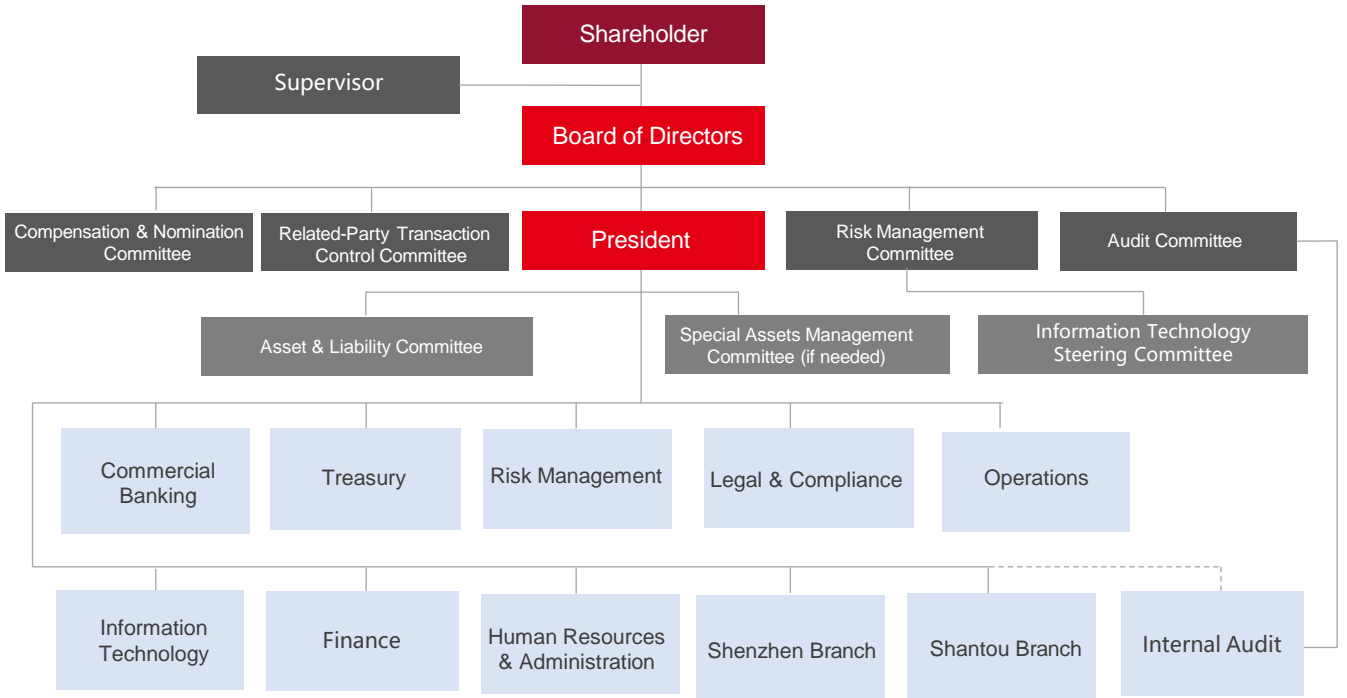 Shareholder
Supervisor
Board of Directors
Compensation & Nomination
Committee
Related-Party Transaction
Control Committee
President
Risk Management
Committee
Audit Committee
Asset & Liability Committee
Special Assets Management
Committee (if needed)
Information Technology
Steering Committee
Commercial
Banking
Treasury
Risk Management
Legal & Compliance
Operations
Information
Technology
Finance
Human Resources
& Administration
Shenzhen Branch
Shantou Branch
Internal Audit